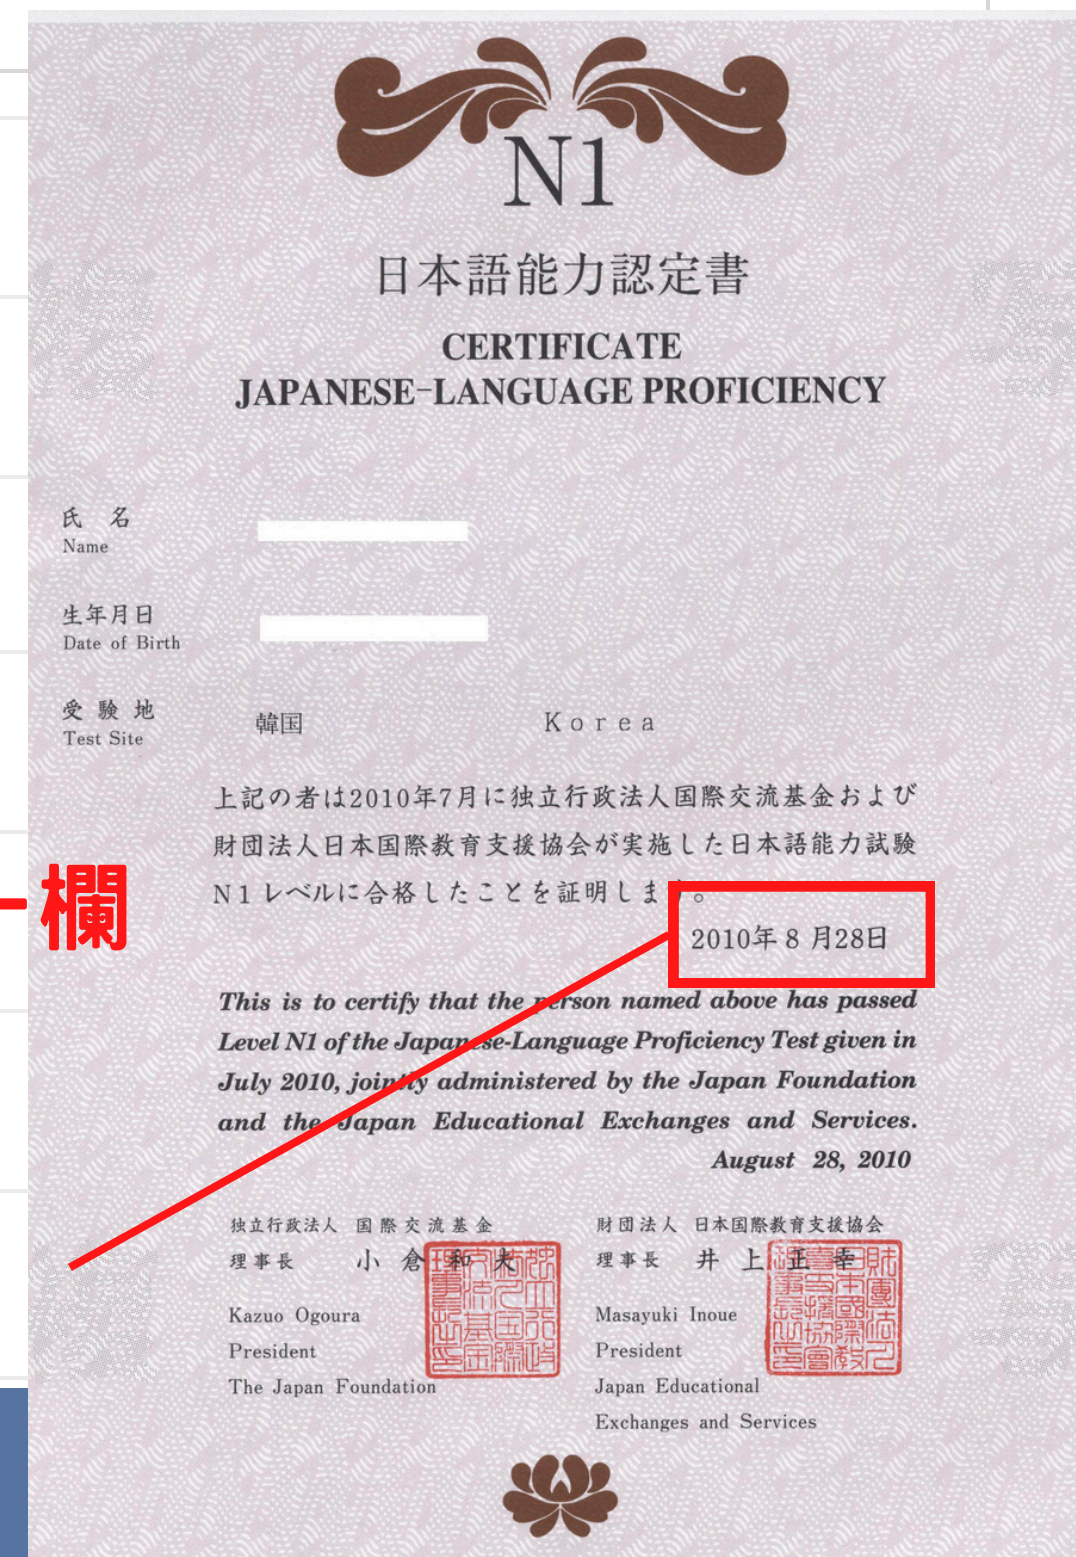 N1
日本語能力認定書
CERTIFICATE
JAPANESE-LANGUAGE PROFICIENCY
氏 名
Name
生年月日
Date of Birth
受 験 地
Test Site
韓国 Korea
上記の者は2010年7月に独立行政法人国際交流基金および
財団法人日本国際教育支援協会が実施した日本語能力試験
N1レベルに合格したことを証明します。
欄
2010年 8 月28日
This is to certify that the person named above has passed
Level N1 of the Japanese-Language Proficiency Test given in
July 2010, jointly administered by the Japan Foundation
and the Japan Educational Exchanges and Services.
August 28, 2010
独立行政法人 国際交流基金
理事長 小倉和夫
Kazuo Ogoura
President
The Japan Foundation
財団法人 日本国際教育支援協会
理事長 井上正幸
Masayuki Inoue
President
Japan Educational
Exchanges and Services